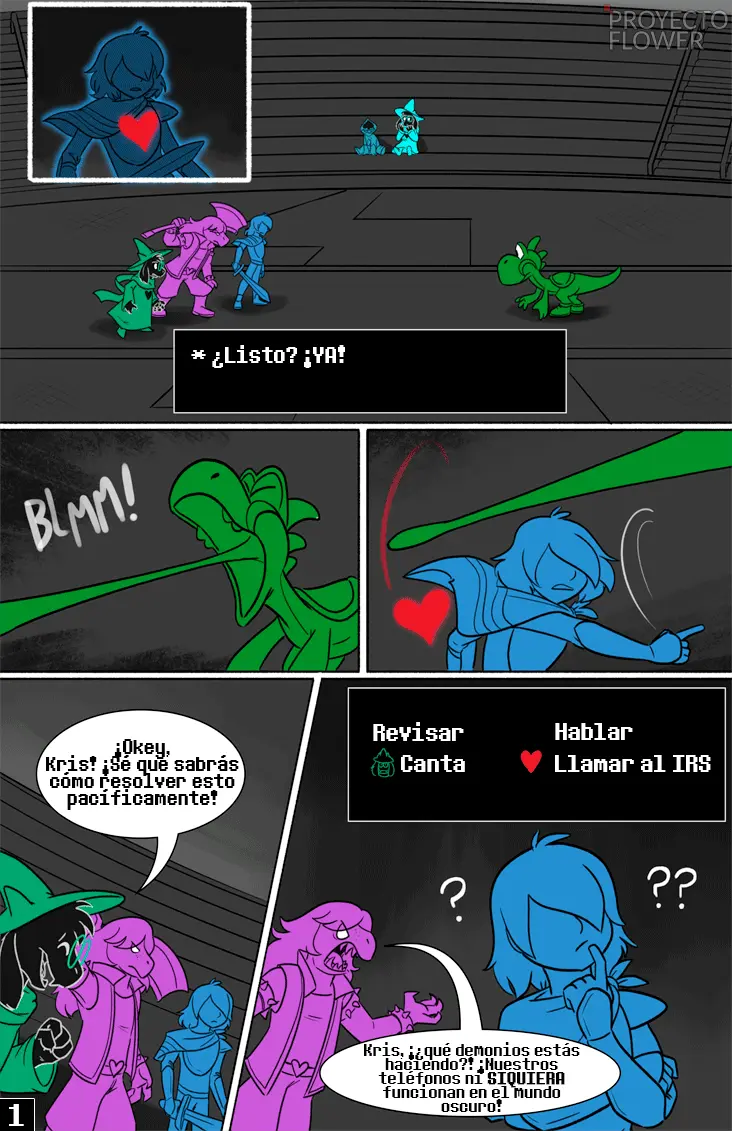 PROYECTO
FLOWER
* ¿Listo? ¡YA!
BLMM!
¡Okey,
Kris! ¡Sé que sabrás
cómo resolver esto
pacíficamente!
Revisar
Hablar
Canta
Llamar al IRS
?
??
Kris, ¡¿qué demonios estás
haciendo?! ¡Nuestros
teléfonos ni SIQUIERA
funcionan en el mundo
oscuro!
1